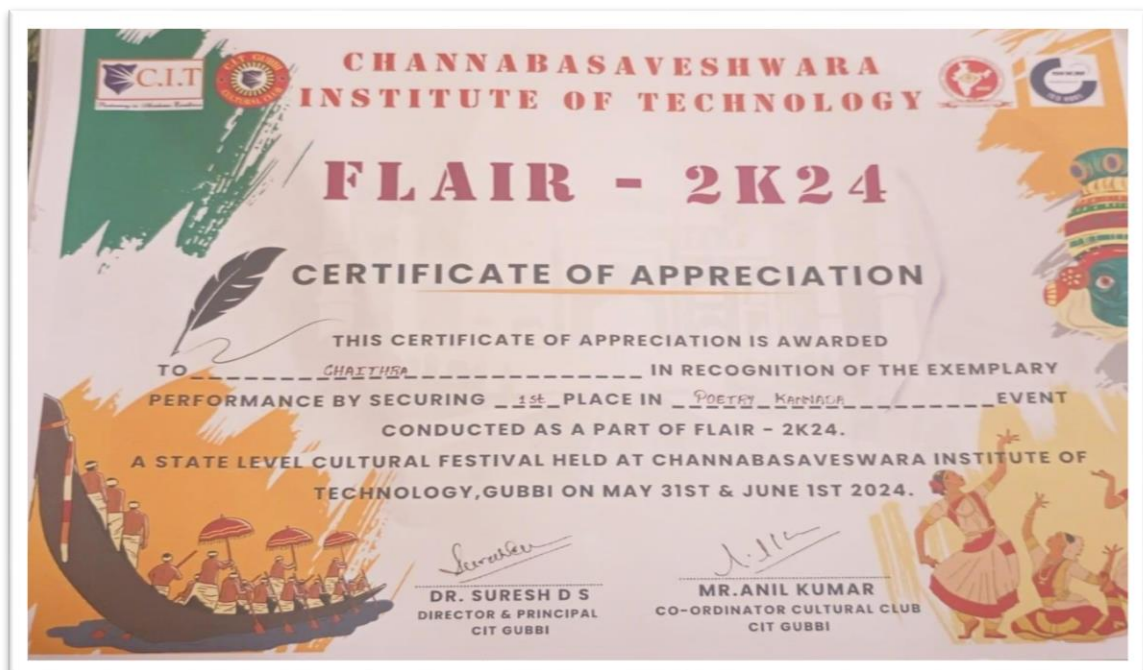 C.I.T
C.I.T. GUBBI
CULTURAL CLUB
CHANNABASAVESHWARA
INSTITUTE OF TECHNOLOGY
FLAIR - 2K24
CERTIFICATE OF APPRECIATION
THIS CERTIFICATE OF APPRECIATION IS AWARDED
TO CHAITHRA IN RECOGNITION OF THE EXEMPLARY
PERFORMANCE BY SECURING 1st PLACE IN POETRY KANNADA EVENT
CONDUCTED AS A PART OF FLAIR - 2K24.
A STATE LEVEL CULTURAL FESTIVAL HELD AT CHANNABASAVESWARA INSTITUTE OF
TECHNOLOGY,GUBBI ON MAY 31ST & JUNE 1ST 2024.
DR. SURESH D S
DIRECTOR & PRINCIPAL
CIT GUBBI
MR.ANIL KUMAR
CO-ORDINATOR CULTURAL CLUB
CIT GUBBI